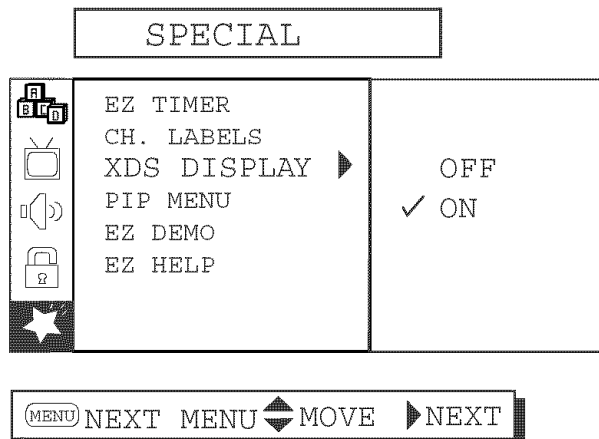 SPECIAL
A
B C D
EZ TIMER
CH. LABELS
XDS DISPLAY
PIP MENU
EZ DEMO
EZ HELP
OFF
ON
MENU NEXT MENU MOVE NEXT